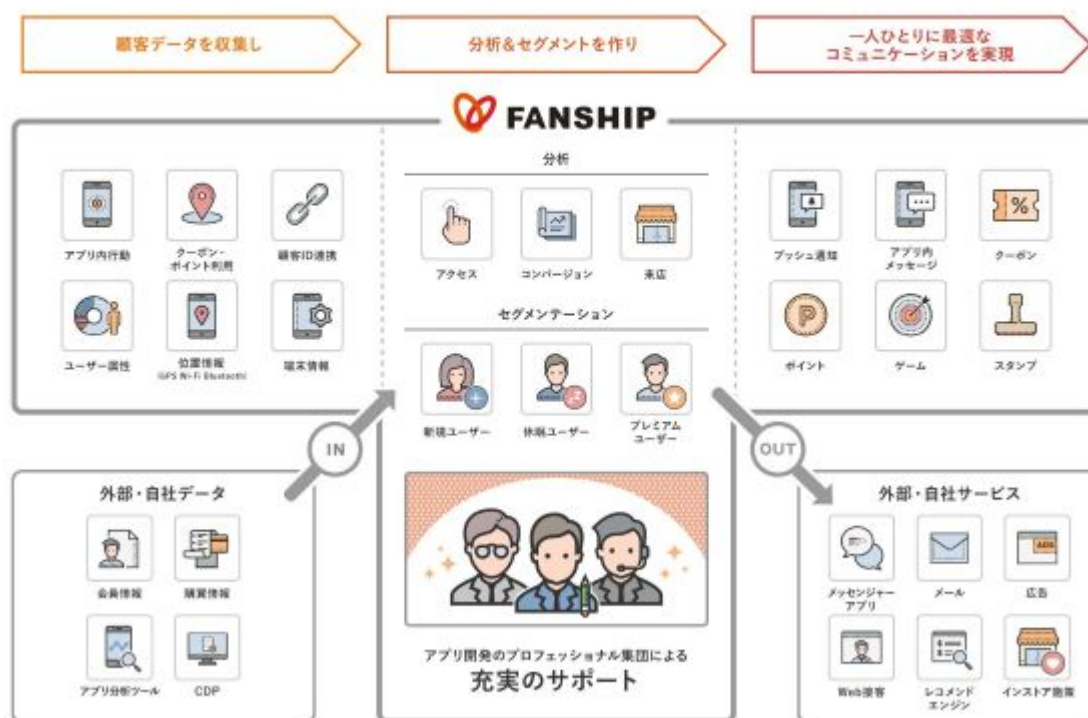 顧客データを収集し
分析&セグメントを作り
一人ひとりに最適な
コミュニケーションを実現
FANSHIP
アプリ内行動
クーポン・
ポイント利用
顧客ID連携
ユーザー属性
位置情報
(GPS Wi-Fi Bluetooth)
端末情報
分析
アクセス
コンバージョン
来店
セグメンテーション
新規ユーザー
休眠ユーザー
プレミアム
ユーザー
プッシュ通知
アプリ内
メッセージ
クーポン
%
P
ポイント
ゲーム
スタンプ
IN
OUT
外部・自社データ
会員情報
購買情報
アプリ分析ツール
CDP
アプリ開発のプロフェッショナル集団による
充実のサポート
外部・自社サービス
メッセンジャー
アプリ
メール
ADS
広告
Web接客
レコメンド
エンジン
インストア施策